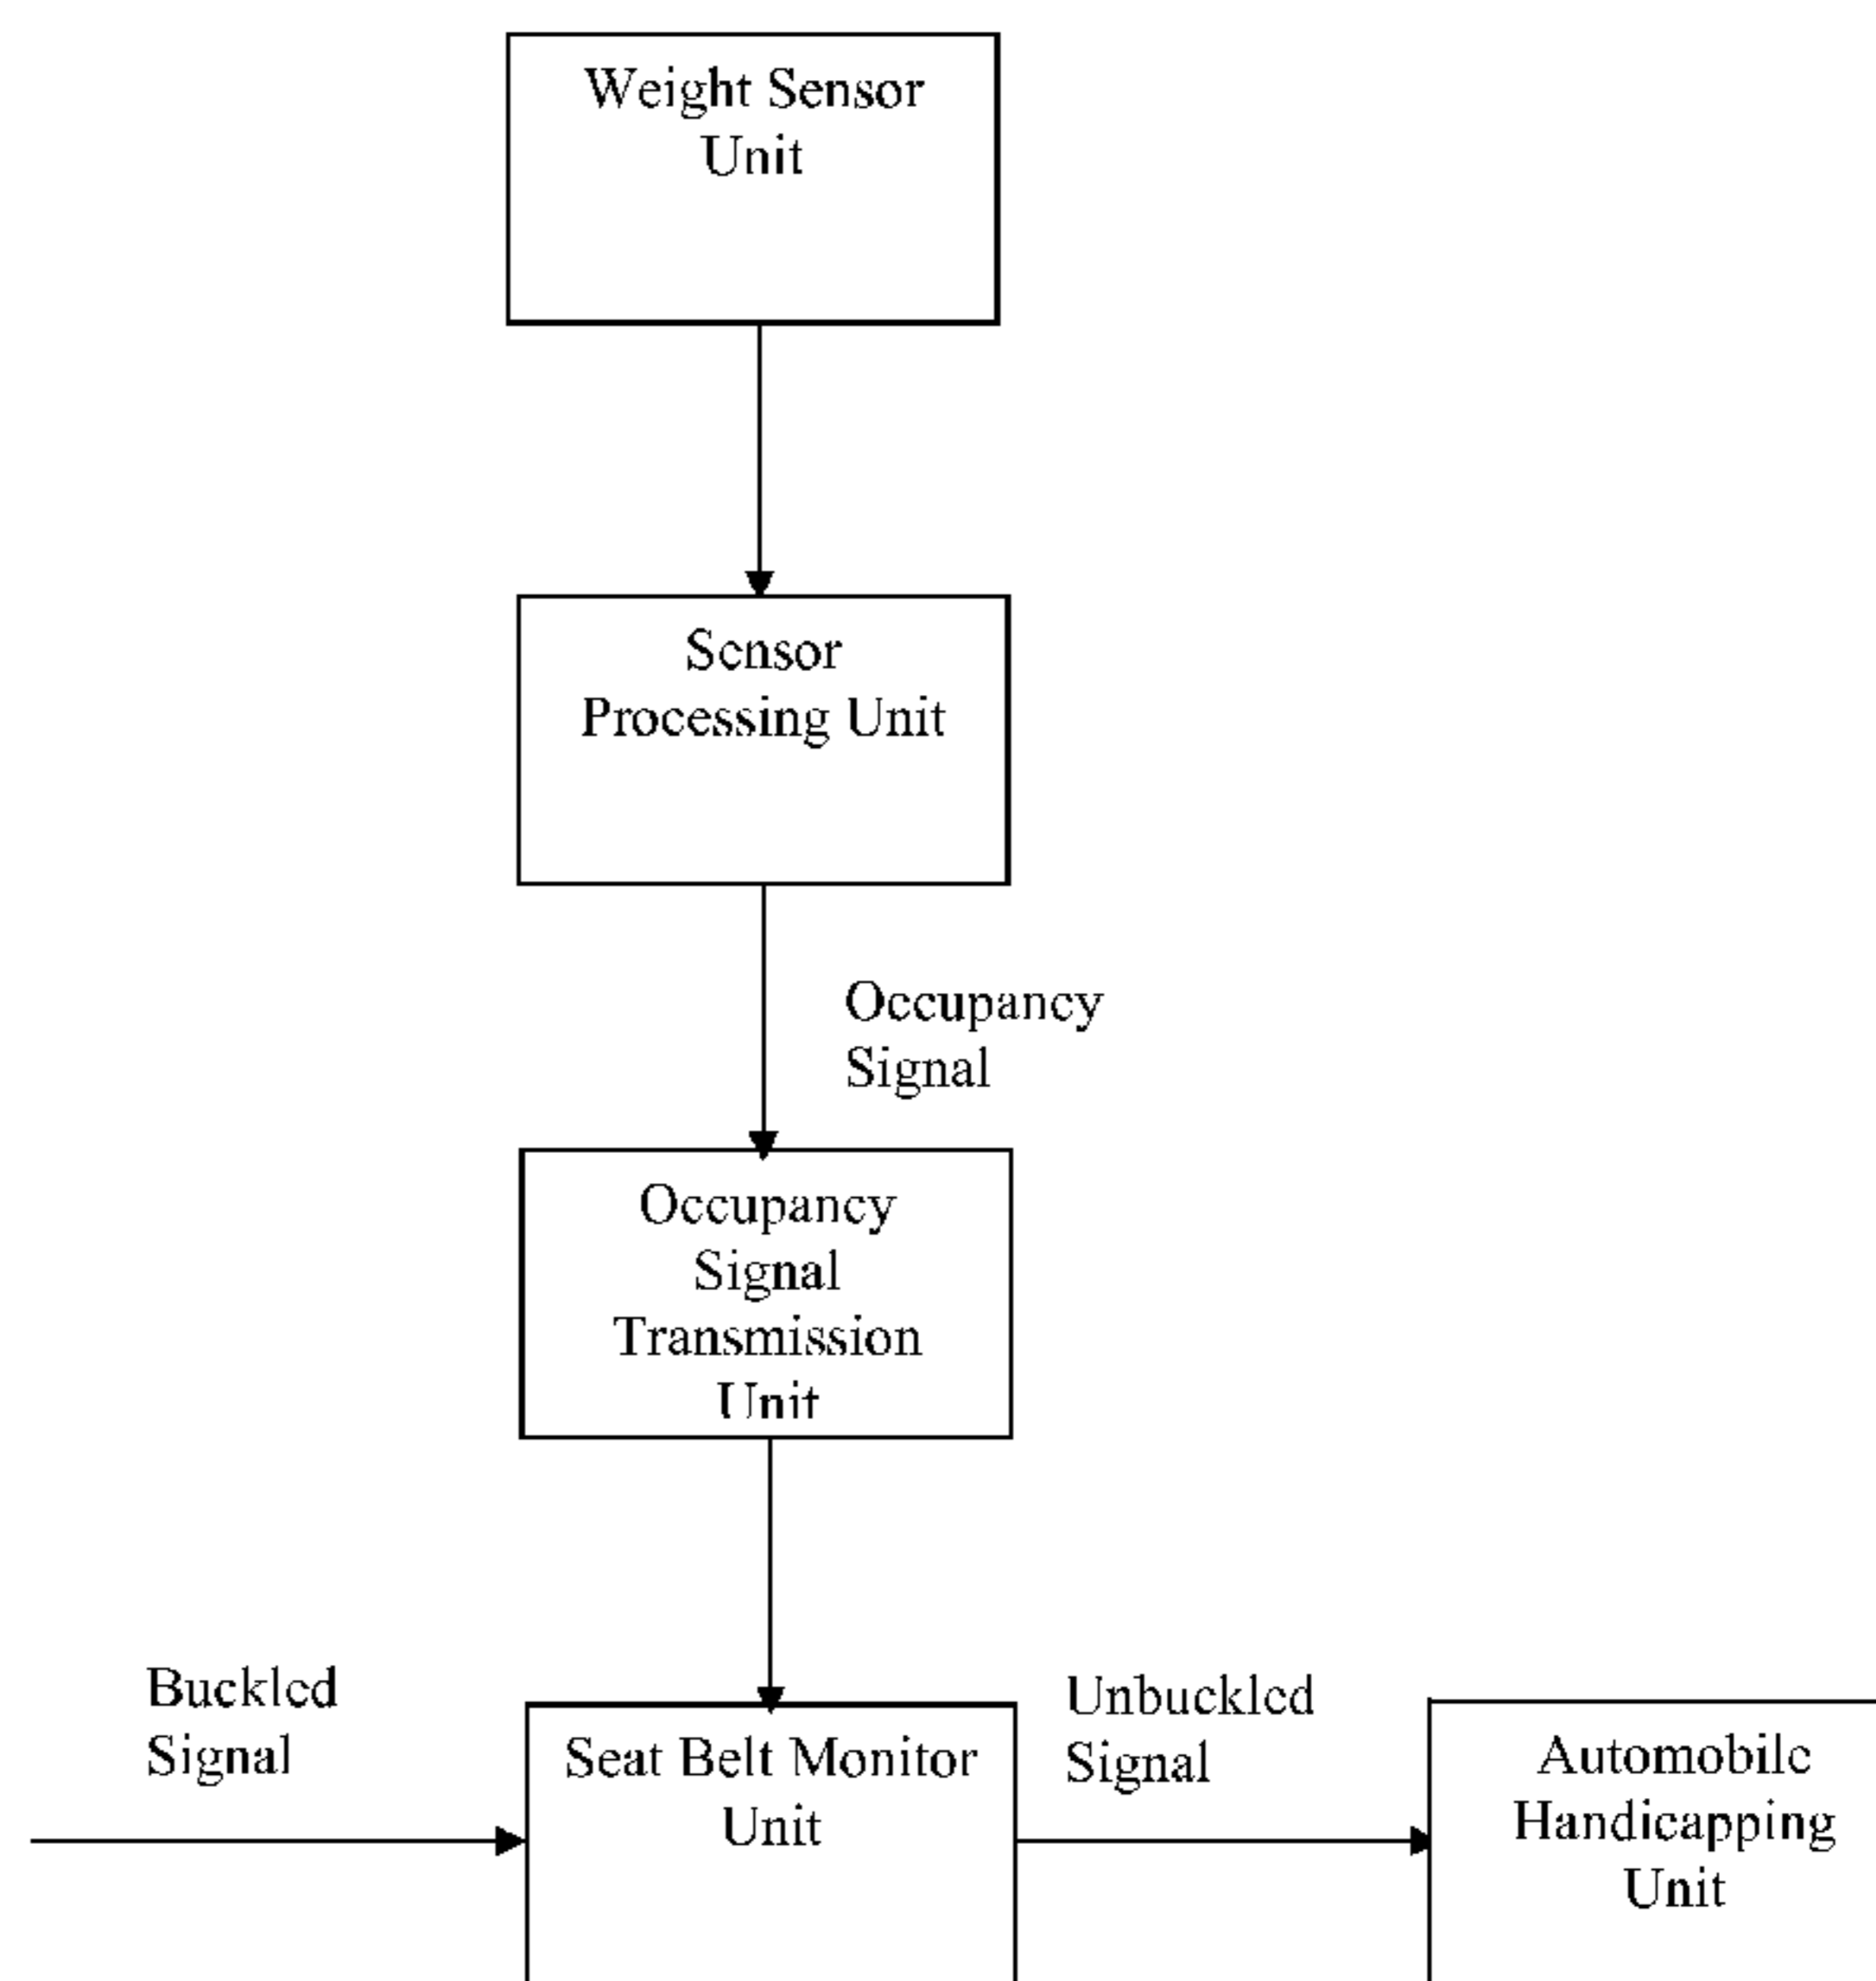 Weight Sensor
Unit
Sensor
Processing Unit
Occupancy
Signal
Occupancy
Signal
Transmission
Unit
Buckled
Signal
Seat Belt Monitor
Unit
Unbuckled
Signal
Automobile
Handicapping
Unit